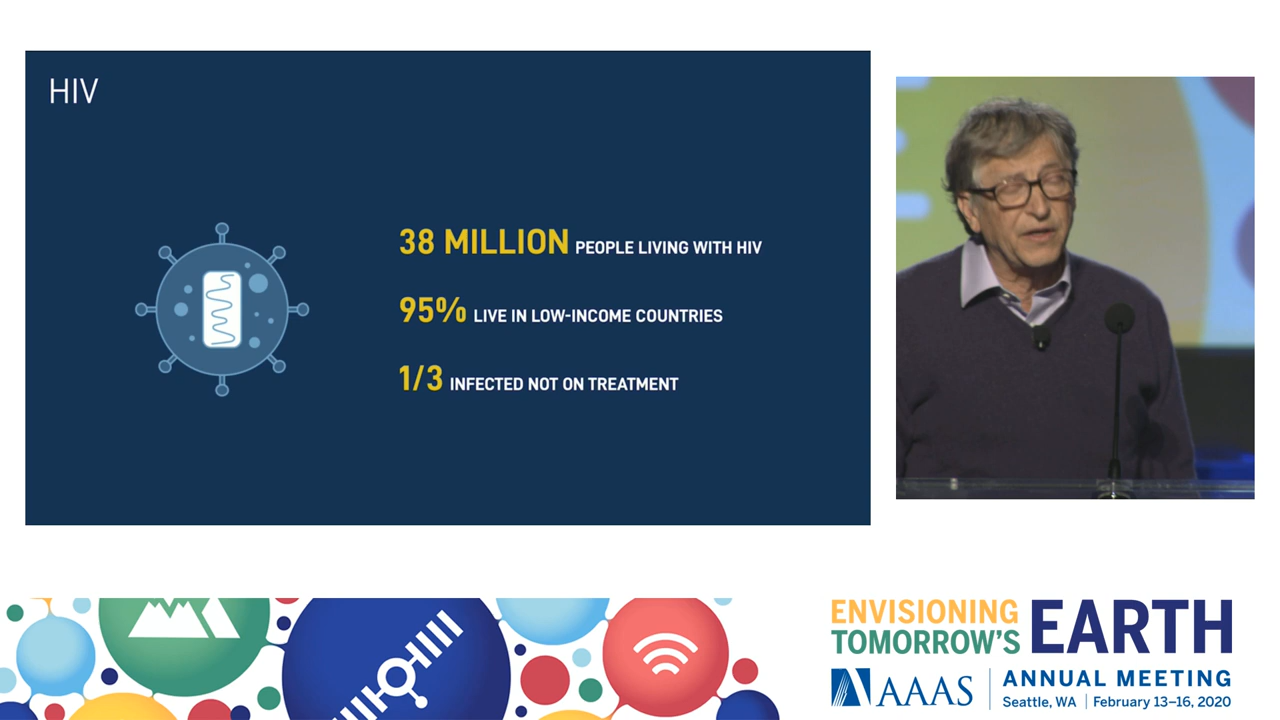 HIV
38 MILLION PEOPLE LIVING WITH HIV
95% LIVE IN LOW-INCOME COUNTRIES
1/3 INFECTED NOT ON TREATMENT
ENVISIONING
TOMORROW'S
EARTH
AAAS
ANNUAL MEETING
Seattle, WA | February 13–16, 2020